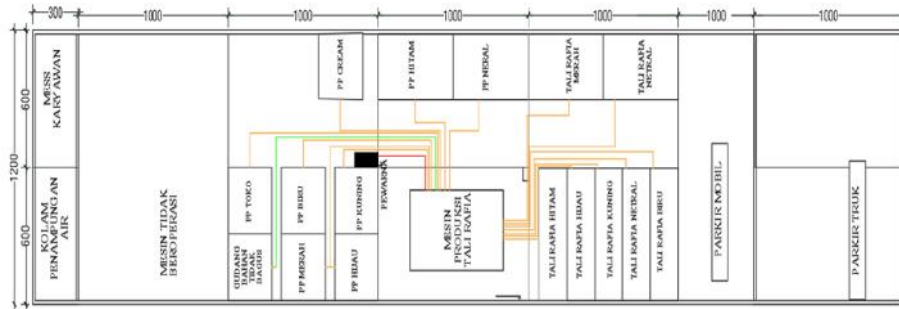 300
1000
1000
1000
1000
1000
1000
1200
600
600
MESS
KARYAWAN
KOLAM
PENAMPUNGAN
AIR
MESIN TIDAK
BEROPERASI
PP CREAM
PP HITAM
PP NERAL
TALI RAFIA
MERAH
TALI RAFIA
NETRAL
PP TOKO
PP BIRU
PP KUNING
PEWARNA
GUDANG
BAHAN
TIDAK
BAGUS
PP MERAH
PP HIJAU
MESIN
PRODUKSI
TALI RAFIA
TALI RAFIA HITAM
TALI RAFIA HIJAU
TALI RAFIA KUNING
TALI RAFIA NETRAL
TALI RAFIA BIRU
PARKIR MOBIL
PARKIR TRUK